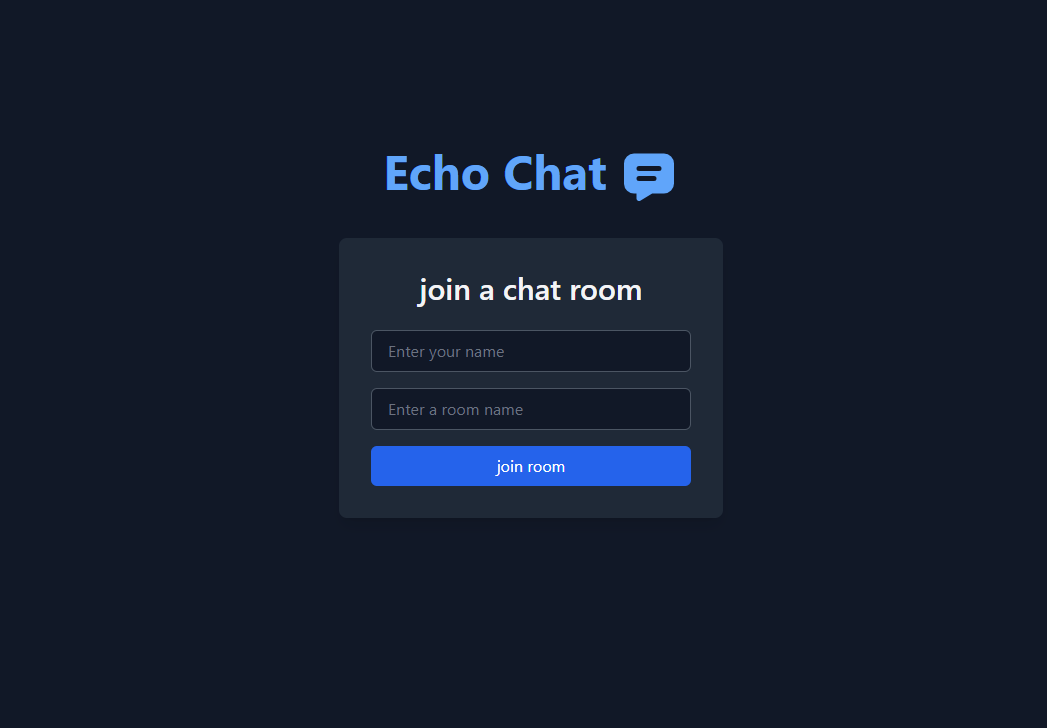 Echo Chat
join a chat room
Enter your name
Enter a room name
join room